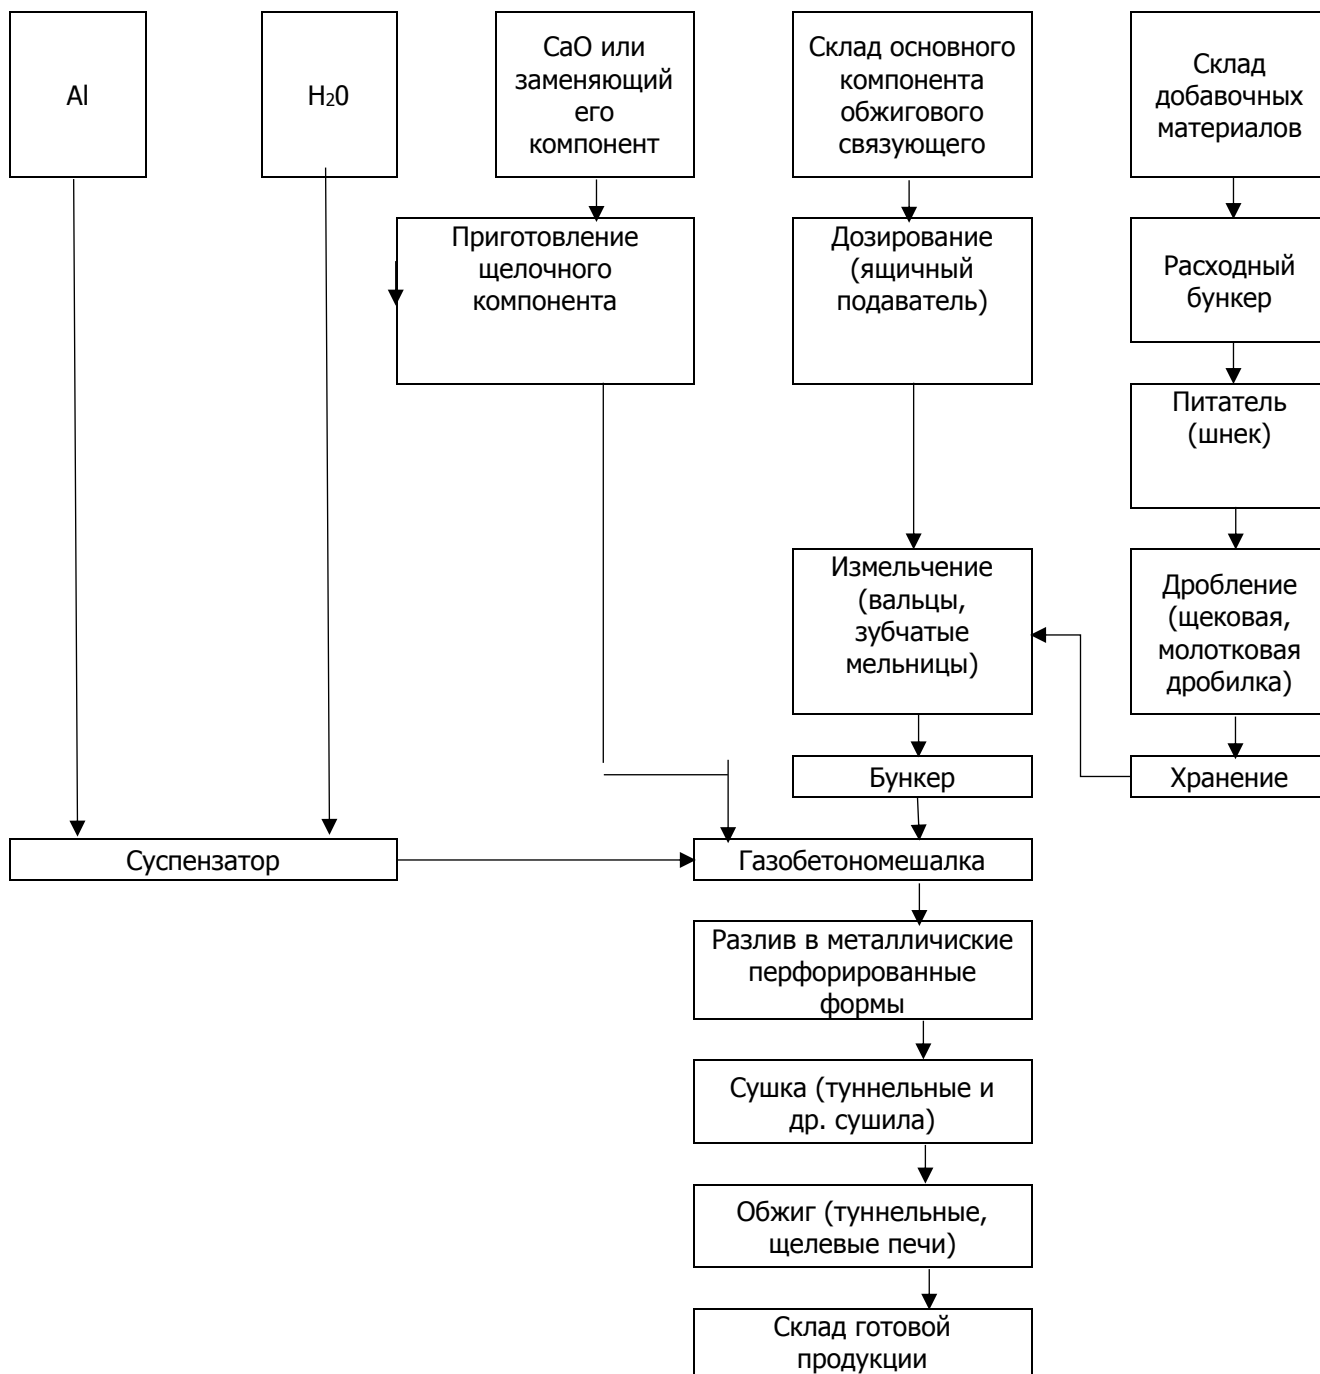 Al
H20
CaO или
заменяющий
его
компонент
Склад основного
компонента
обжигового
связующего
Склад
добавочных
материалов
Приготовление
щелочного
компонента
Дозирование
(ящичный
подаватель)
Расходный
бункер
Питатель
(шнек)
Измельчение
(вальцы,
зубчатые
мельницы)
Дробление
(щековая,
молотковая
дробилка)
Бункер
Хранение
Суспензатор
Газобетономешалка
Разлив в металличиские
перфорированные
формы
Сушка (туннельные и
др. сушила)
Обжиг (туннельные,
щелевые печи)
Склад готовой
продукции